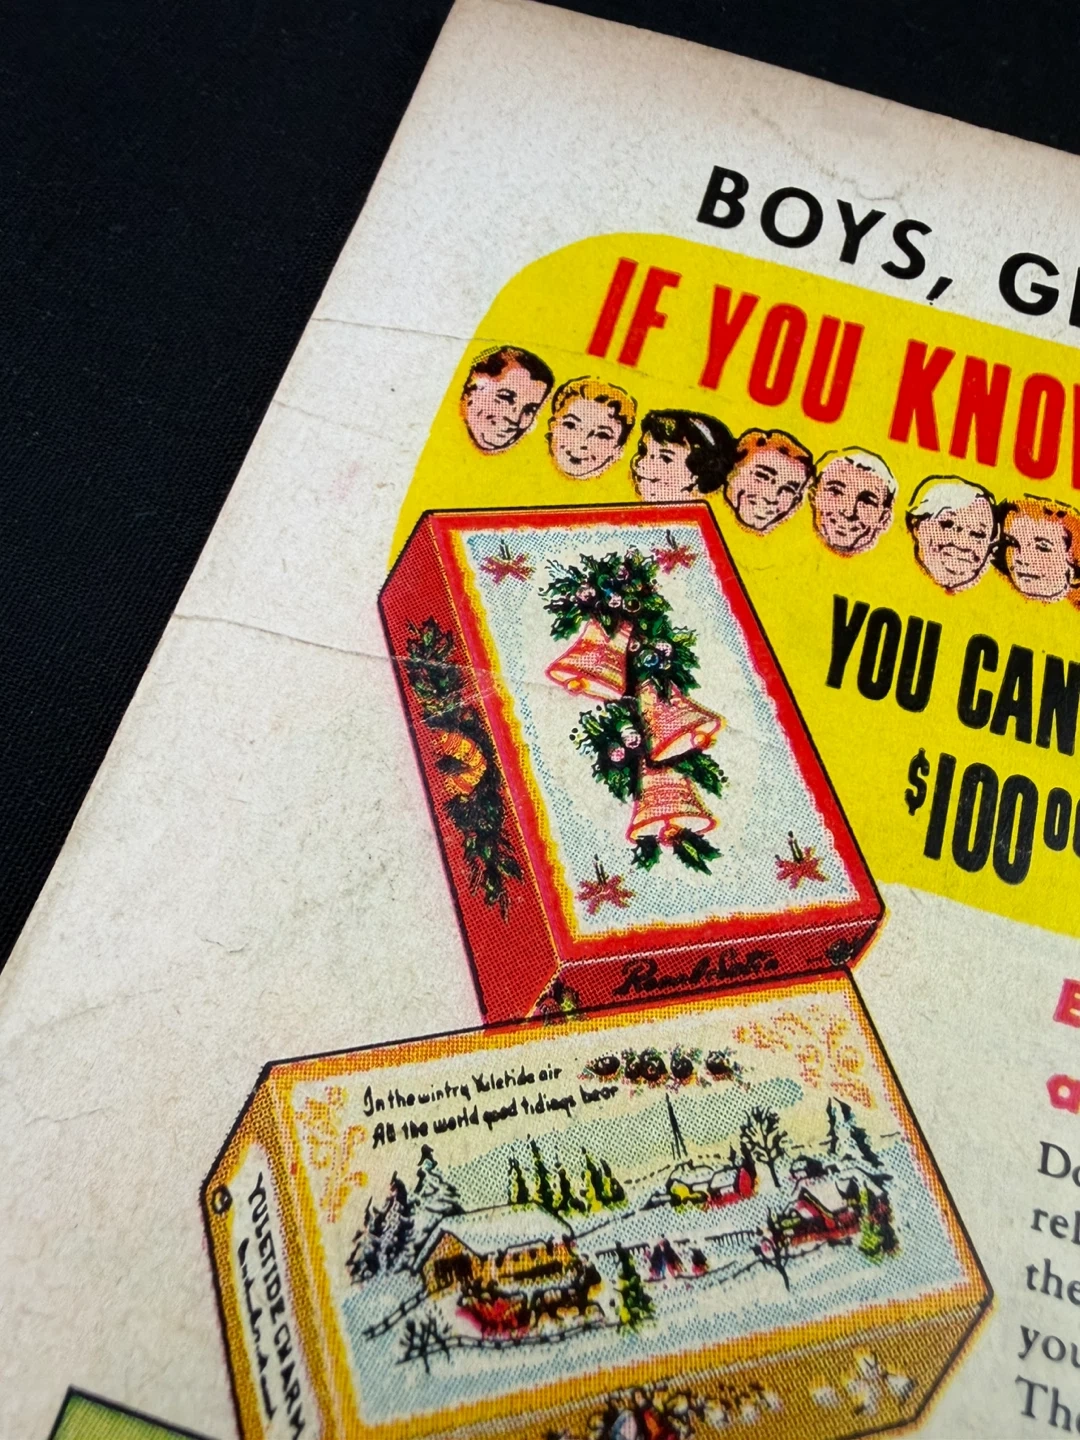 BOYS, GI
IF YOU KNOW
YOU CAN
$100 00
E
a
Do
rel
the
you
The
In the wintry Yuletide air
All the world good tidings bear
YULETIDE CHARM